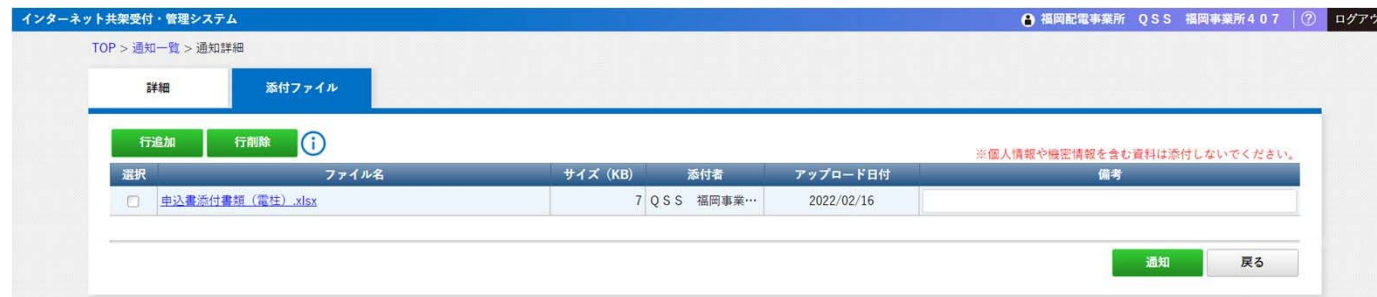 インターネット共架受付・管理システム 福岡配電事業所 QSS 福岡事業所407 ログアウ
TOP > 通知一覧 > 通知詳細
詳細 添付ファイル
行追加 行削除
※個人情報や機密情報を含む資料は添付しないでください。
選択 ファイル名 サイズ (KB) 添付者 アップロード日付 備考
申込書添付書類（電柱）.xlsx 7 QSS 福岡事業… 2022/02/16
通知 戻る